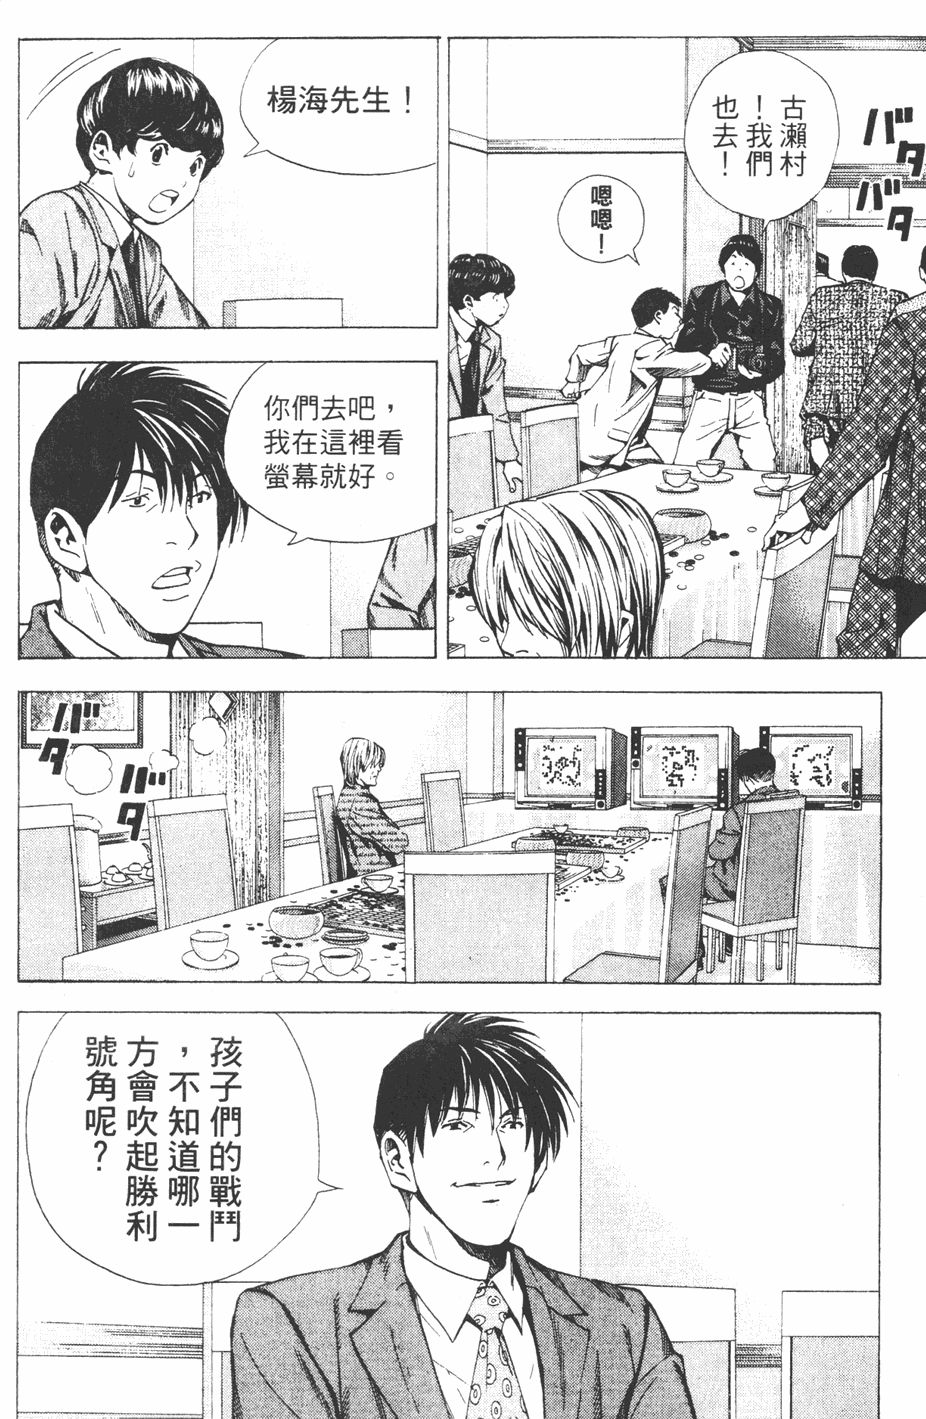 古瀨村
！我們
也去！
嗯嗯！
バタ
バタ
楊海先生！
你們去吧，
我在這裡看
螢幕就好。
バタ
バタ
孩子們的戰鬥
，不知道哪一
方會吹起勝利
號角呢？